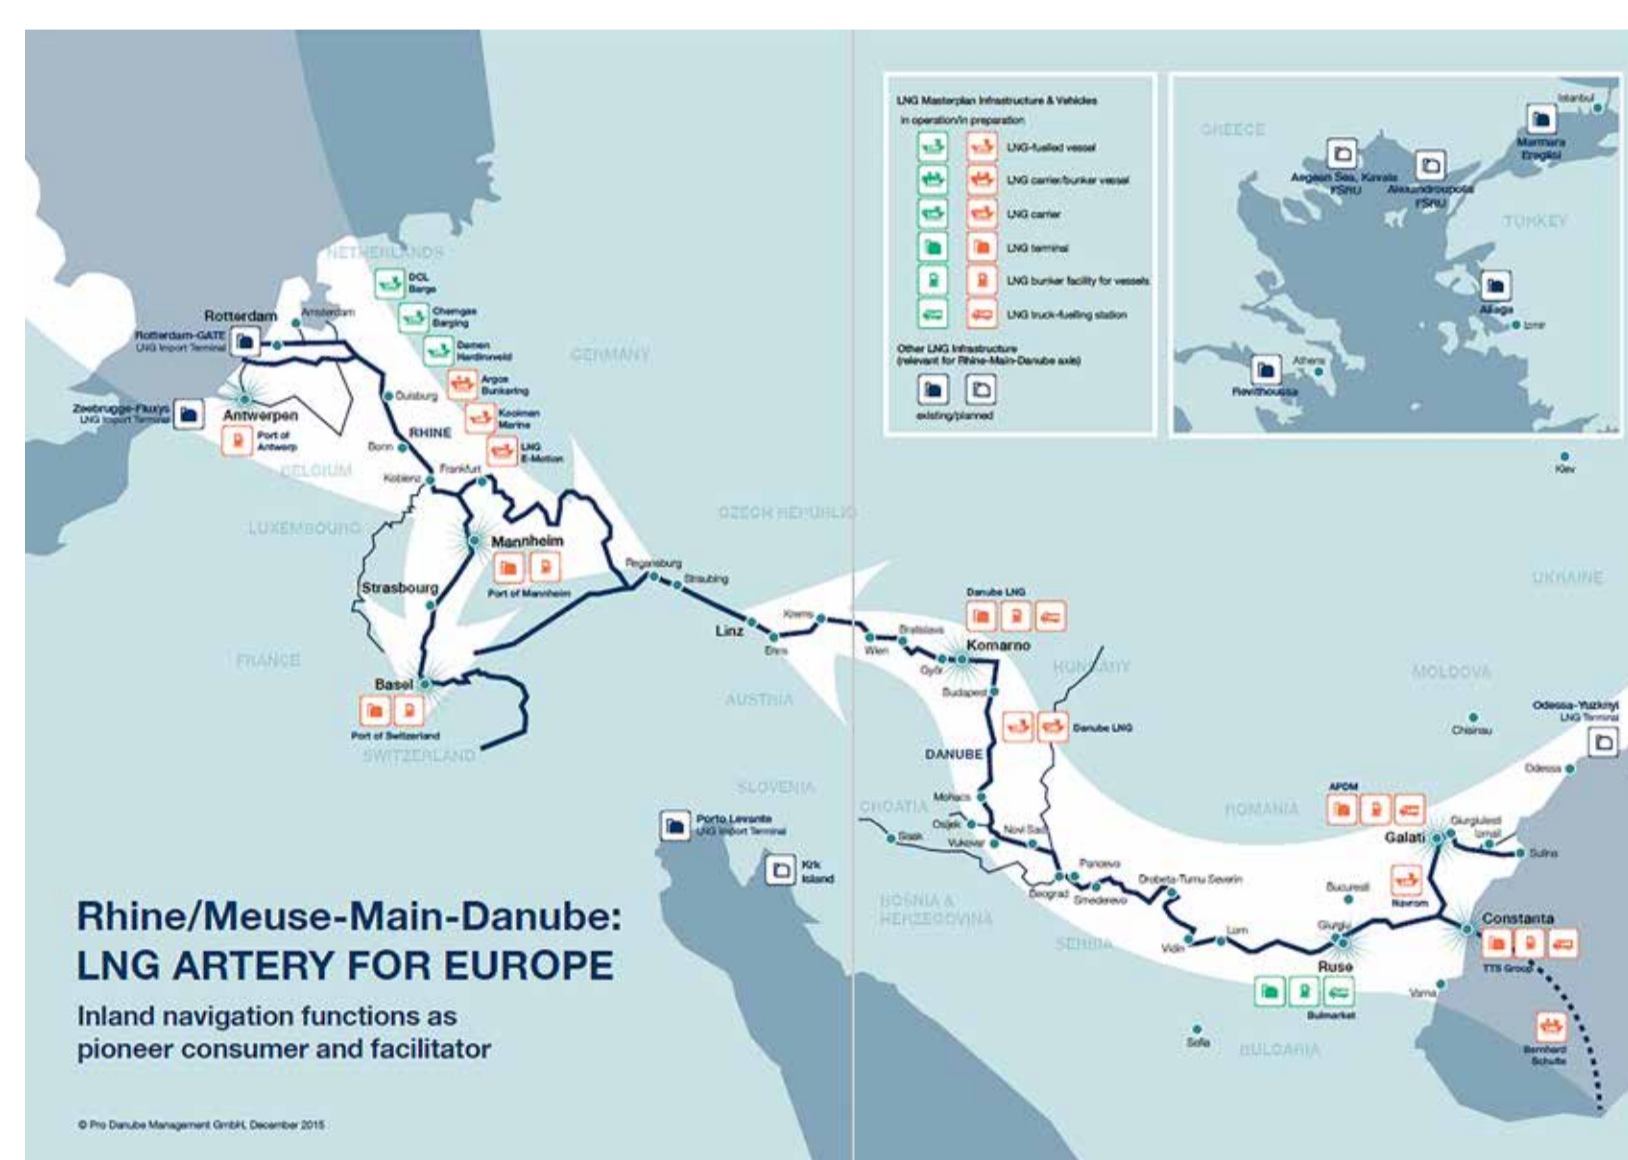 NETHERLANDS
DCL
Barge
Chemgas
Barging
Damen
Hardinxveld
Argos
Bunkering
Kooiman
Marine
LNG
E-Motion
Rotterdam
Amsterdam
Rotterdam-GATE
LNG Import Terminal
Zeebrugge-Fluxys
LNG Import Terminal
Antwerpen
Port of
Antwerp
GERMANY
Duisburg
RHINE
Bonn
Koblenz
Frankfurt
BELGIUM
LUXEMBOURG
Mannheim
Port of Mannheim
Strasbourg
FRANCE
Basel
Port of Switzerland
SWITZERLAND
CZECH REPUBLIC
Regensburg
Straubing
Linz
Enns
Krems
Wien
Bratislava
Györ
AUSTRIA
Danube LNG
Komarno
HUNGARY
Budapest
Danube LNG
DANUBE
SLOVENIA
Porto Levante
LNG Import Terminal
Krk
Island
CROATIA
Mohacs
Osijek
Vukovar
Novi Sad
Sisak
Beograd
Pancevo
Smederevo
Drobeta-Turnu Severin
BOSNIA &
HERZEGOVINA
SERBIA
Vidin
Lom
ROMANIA
Bucuresti
Giurgiu
Ruse
Bulmarket
Sofia
BULGARIA
Varna
APDM
Galati
Giurgiulesti
Izmail
Sulina
Navrom
Constanta
TTS Group
Bernhard
Schulte
Kiev
UKRAINE
MOLDOVA
Chisinau
Odessa-Yuzknyi
LNG Terminal
Odessa
LNG Masterplan Infrastructure & Vehicles
in operation/in preparation
LNG-fuelled vessel
LNG carrier/bunker vessel
LNG carrier
LNG terminal
LNG bunker facility for vessels
LNG truck-fuelling station
Other LNG Infrastructure
(relevant for Rhine-Main-Danube axis)
existing/planned
GREECE
Istanbul
Marmara
Ereglisi
Aegean Sea, Kavala
FSRU
Alexandroupolis
FSRU
TURKEY
Aliaga
Izmir
Athens
Revithoussa
Rhine/Meuse-Main-Danube:
LNG ARTERY FOR EUROPE
Inland navigation functions as
pioneer consumer and facilitator
© Pro Danube Management GmbH, December 2015